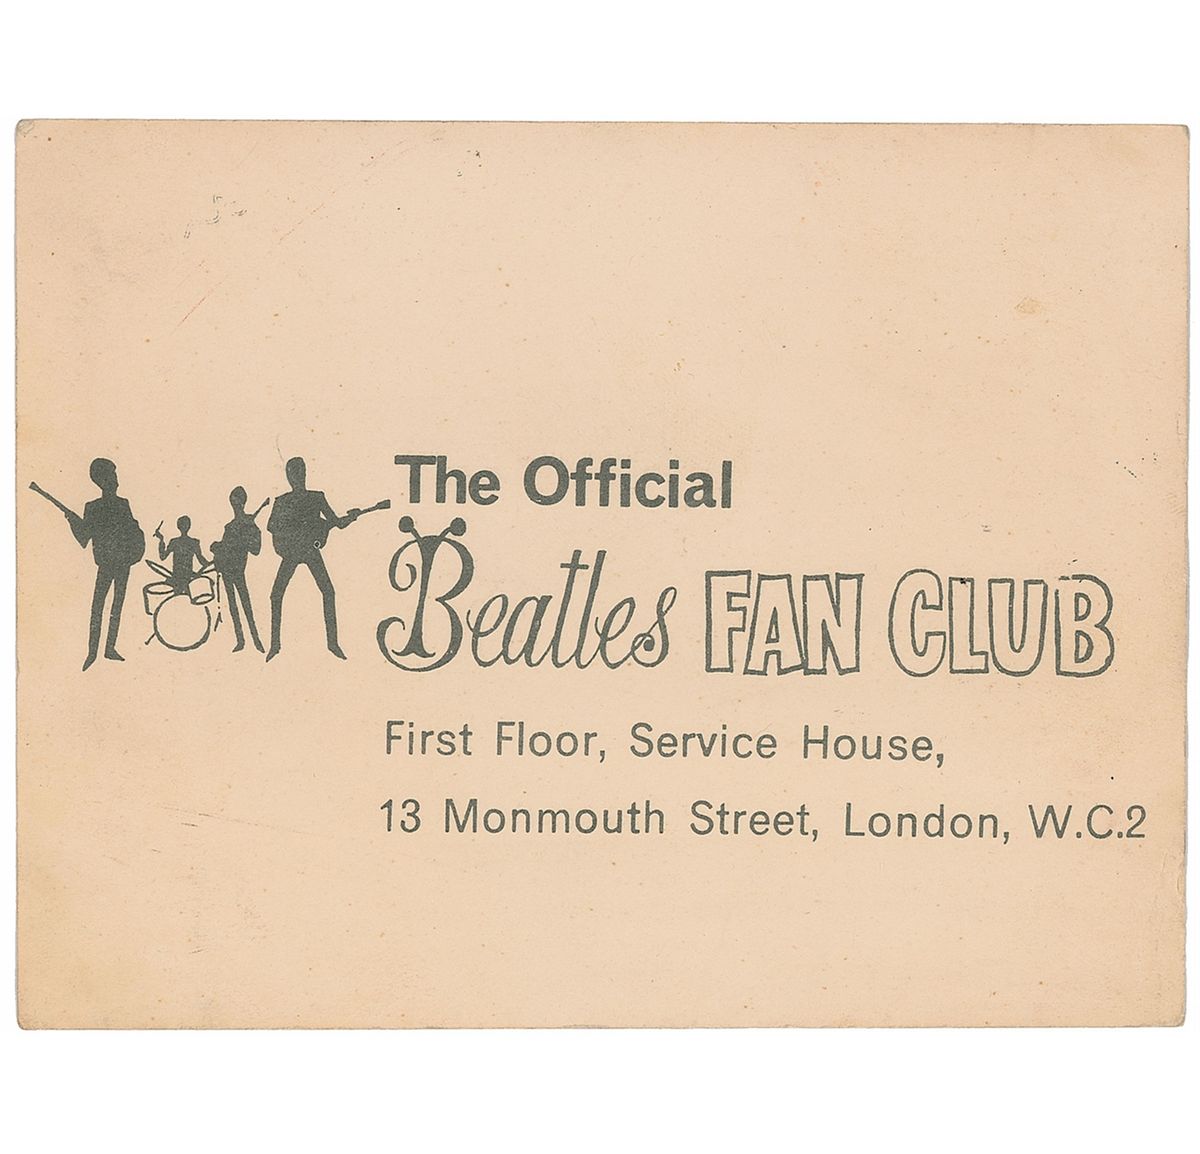 The Official
Beatles FAN CLUB
First Floor, Service House,
13 Monmouth Street, London, W.C.2